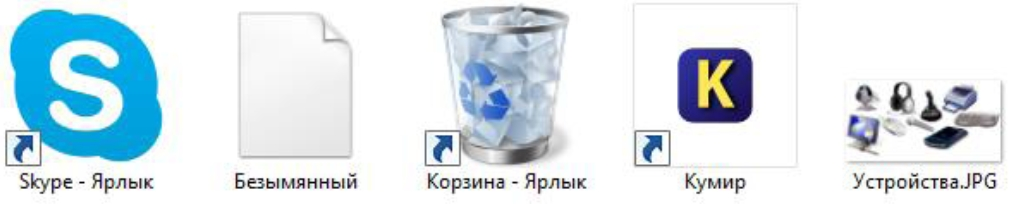 S
K
Skype - Ярлык
Безымянный
Корзина - Ярлык
Кумир
Устройства.JPG